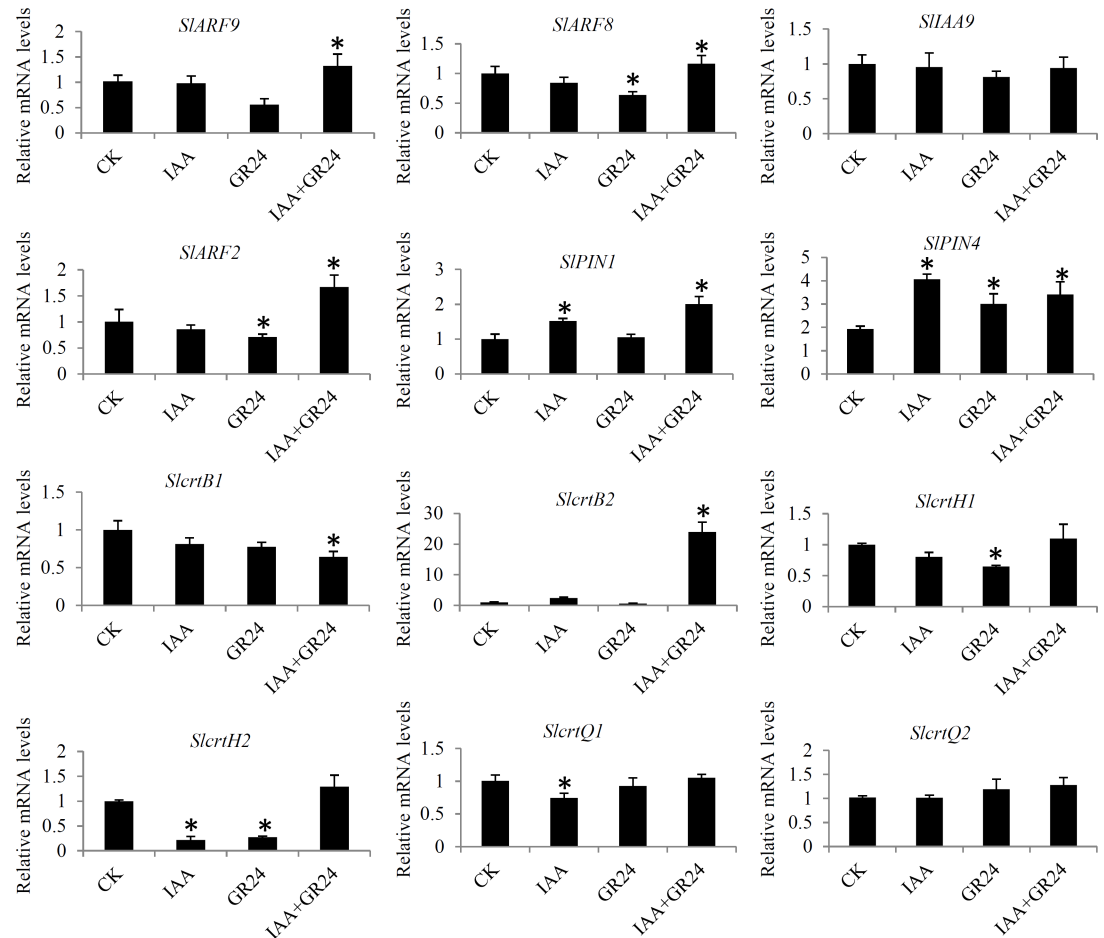 SlARF9
Relative mRNA levels
2
1.5
1
0.5
0
*
CK
IAA
GR24
IAA+GR24
SlARF8
Relative mRNA levels
1.5
1
0.5
0
*
*
CK
IAA
GR24
IAA+GR24
SlIAA9
Relative mRNA levels
1.5
1
0.5
0
CK
IAA
GR24
IAA+GR24
SlARF2
Relative mRNA levels
2
1.5
1
0.5
0
*
*
CK
IAA
GR24
IAA+GR24
SlPIN1
Relative mRNA levels
3
2
1
0
*
*
CK
IAA
GR24
IAA+GR24
SlPIN4
Relative mRNA levels
5
4
3
2
1
0
*
*
*
CK
IAA
GR24
IAA+GR24
SlcrtB1
Relative mRNA levels
1.5
1
0.5
0
*
CK
IAA
GR24
IAA+GR24
SlcrtB2
Relative mRNA levels
30
20
10
0
*
CK
IAA
GR24
IAA+GR24
SlcrtH1
Relative mRNA levels
1.5
1
0.5
0
*
CK
IAA
GR24
IAA+GR24
SlcrtH2
Relative mRNA levels
2
1.5
1
0.5
0
*
*
CK
IAA
GR24
IAA+GR24
SlcrtQ1
Relative mRNA levels
1.5
1
0.5
0
*
CK
IAA
GR24
IAA+GR24
SlcrtQ2
Relative mRNA levels
2
1.5
1
0.5
0
CK
IAA
GR24
IAA+GR24